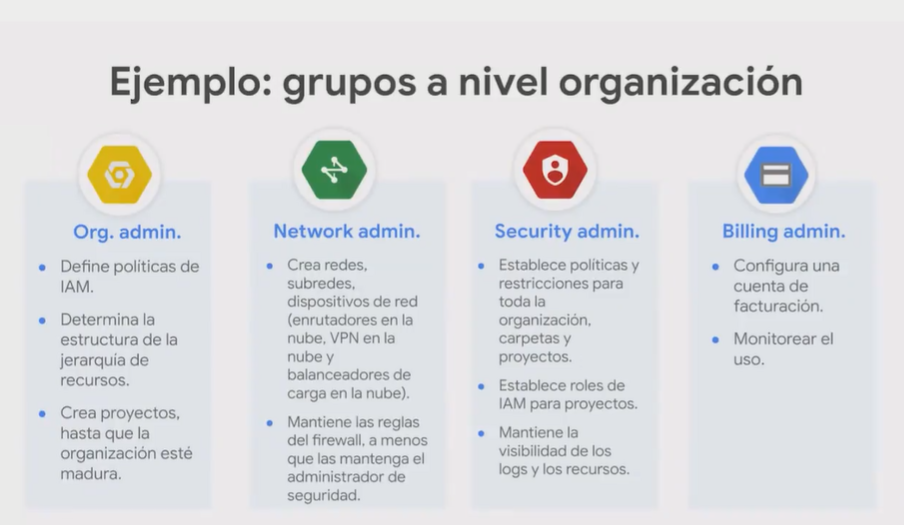 Ejemplo: grupos a nivel organización
Org. admin.
• Define políticas de
IAM.
• Determina la
estructura de la
jerarquía de
recursos.
• Crea proyectos,
hasta que la
organización esté
madura.
Network admin.
• Crea redes,
subredes,
dispositivos de red
(enrutadores en la
nube, VPN en la
nube y
balanceadores de
carga en la nube).
• Mantiene las reglas
del firewall, a menos
que las mantenga el
administrador de
seguridad.
Security admin.
• Establece políticas y
restricciones para
toda la
organización,
carpetas y
proyectos.
• Establece roles de
IAM para proyectos.
• Mantiene la
visibilidad de los
logs y los recursos.
Billing admin.
• Configura una
cuenta de
facturación.
• Monitorear el
uso.